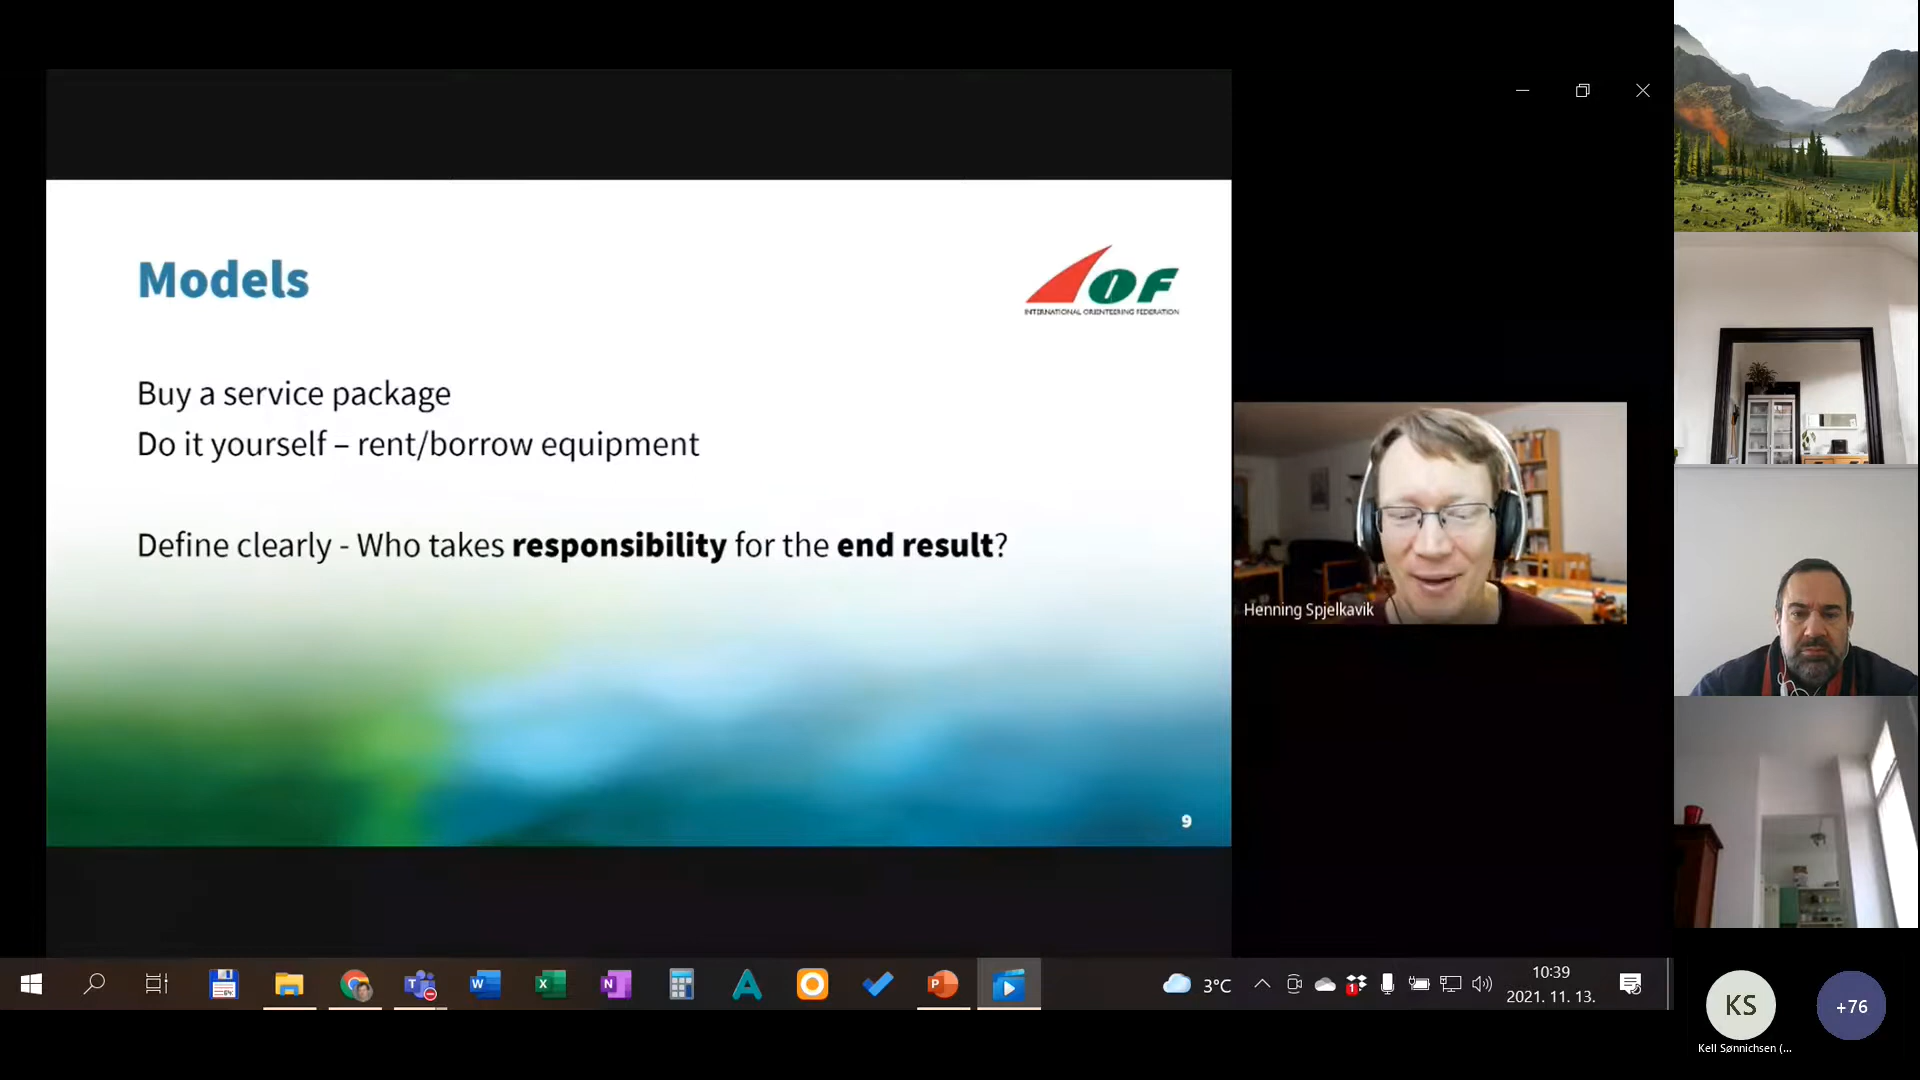 Models
IOF
INTERNATIONAL ORIENTEERING FEDERATION
Buy a service package
Do it yourself – rent/borrow equipment
Define clearly - Who takes responsibility for the end result?
9
Henning Spjelkavik
3°C
10:39
2021. 11. 13.
KS
+76
Kell Sønnichsen (...